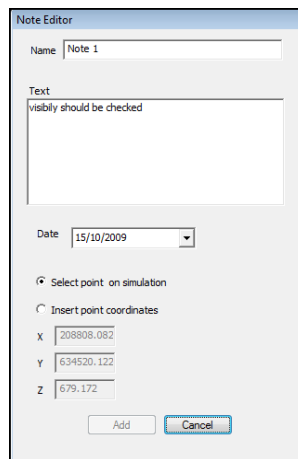 Note Editor
Name Note 1
Text
visibily should be checked
Date 15/10/2009
Select point on simulation
Insert point coordinates
X 208808.082
Y 634520.122
Z 679.172
Add Cancel